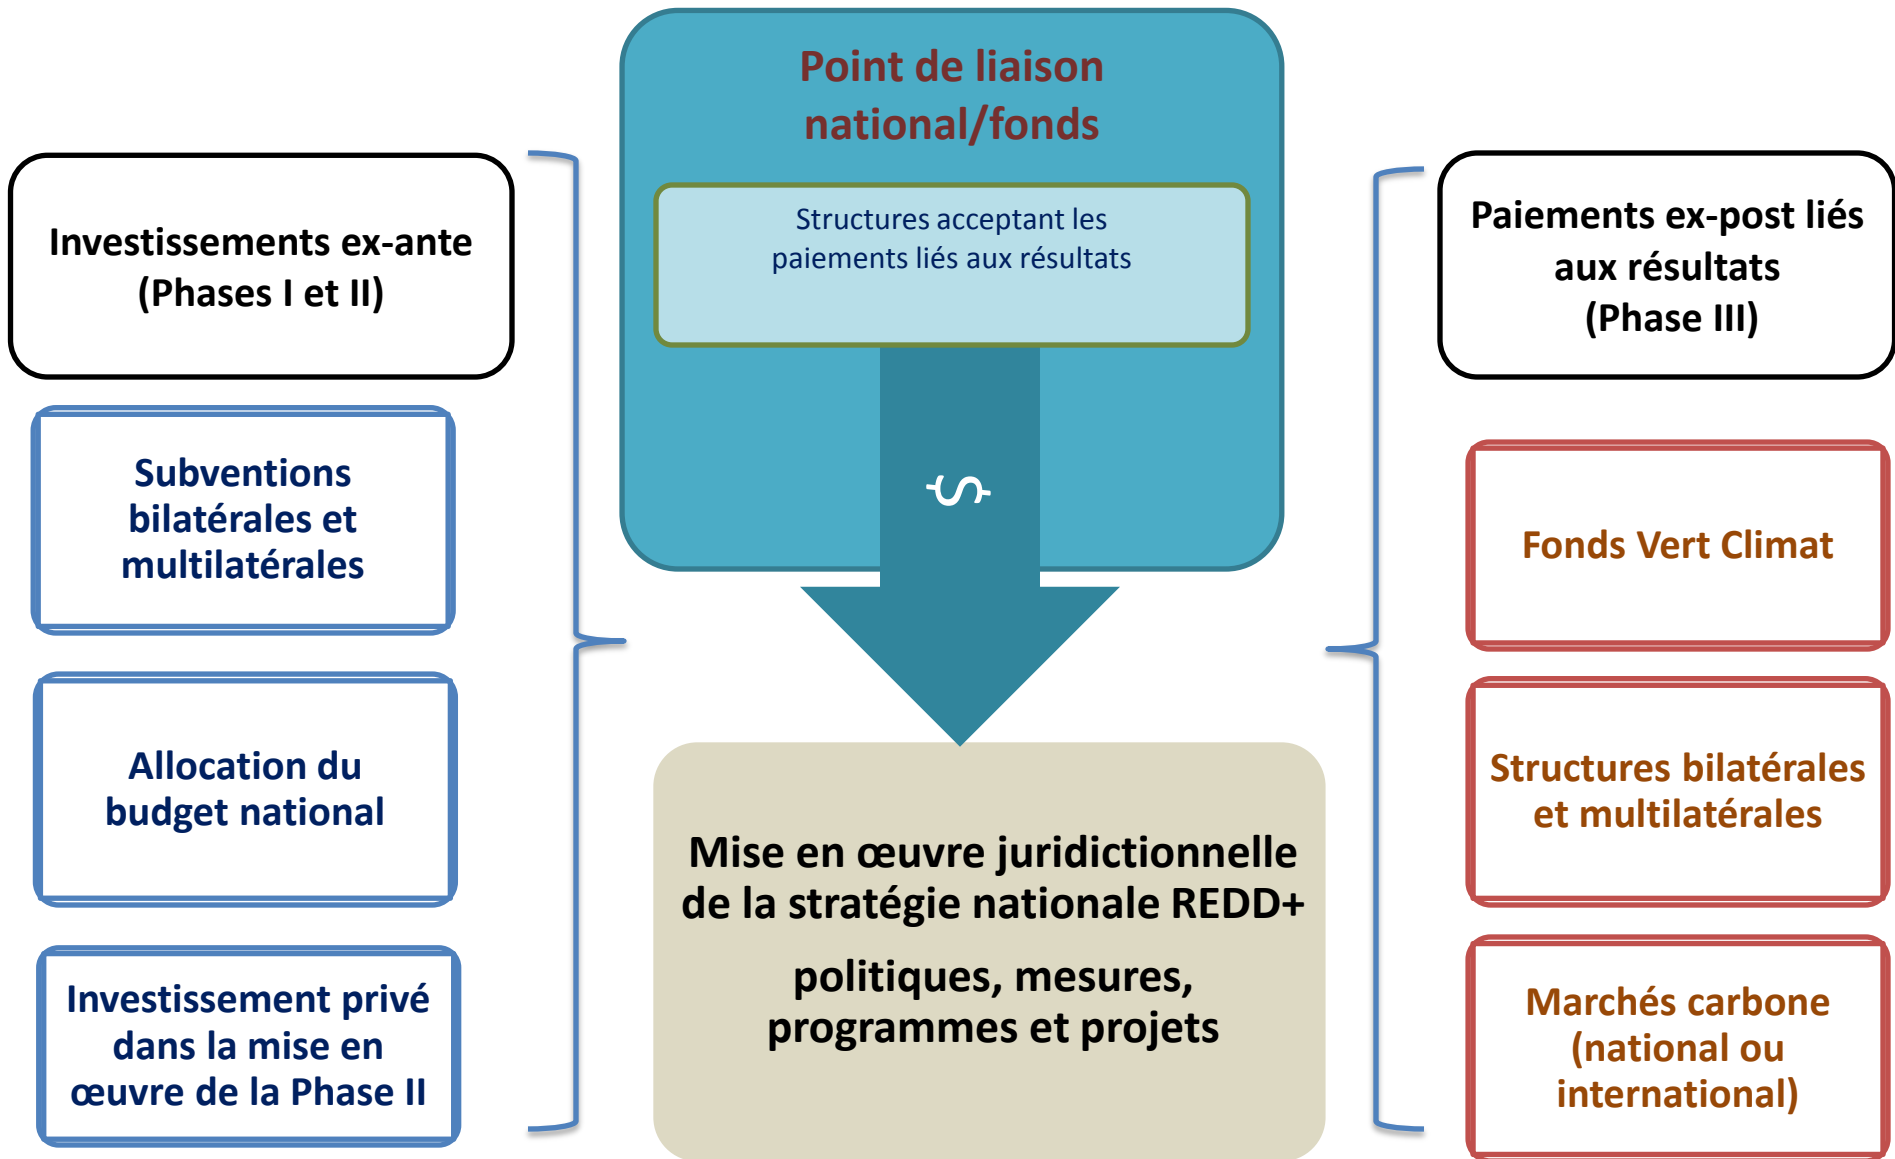 Point de liaison
national/fonds
Structures acceptant les
paiements liés aux résultats
$
Investissements ex-ante
(Phases I et II)
Subventions
bilatérales et
multilatérales
Allocation du
budget national
Investissement privé
dans la mise en
œuvre de la Phase II
Mise en œuvre juridictionnelle
de la stratégie nationale REDD+
politiques, mesures,
programmes et projets
Paiements ex-post liés
aux résultats
(Phase III)
Fonds Vert Climat
Structures bilatérales
et multilatérales
Marchés carbone
(national ou
international)